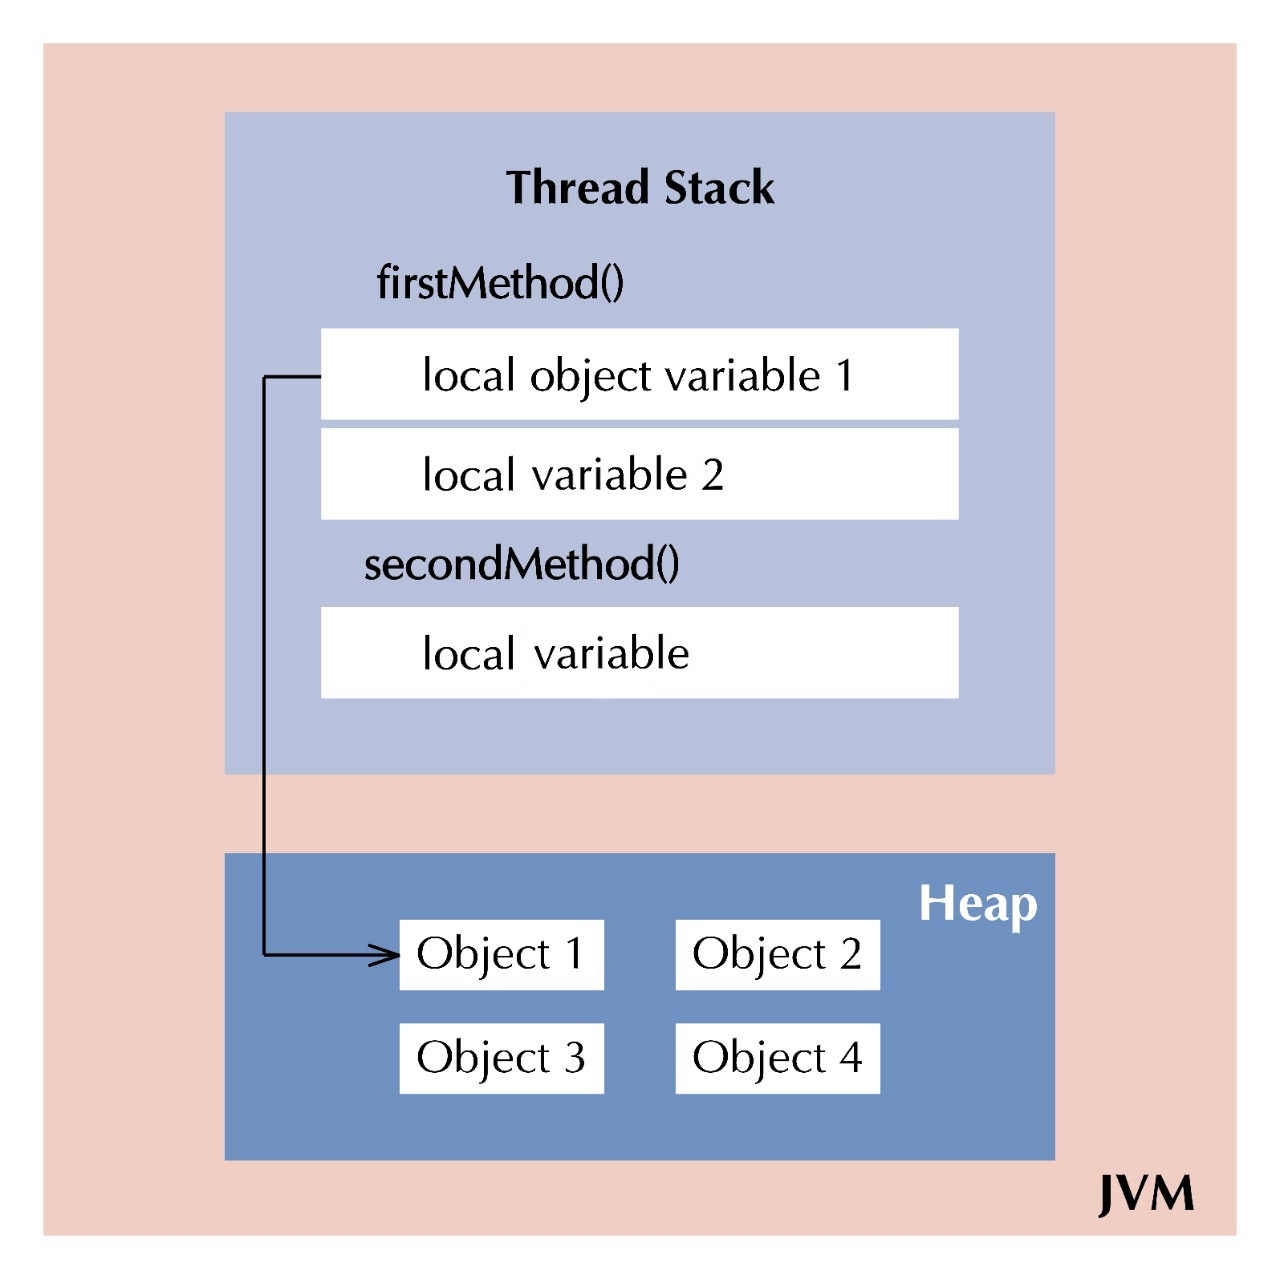 Thread Stack
firstMethod()
local object variable 1
local variable 2
secondMethod()
local variable
Heap
Object 1
Object 2
Object 3
Object 4
JVM